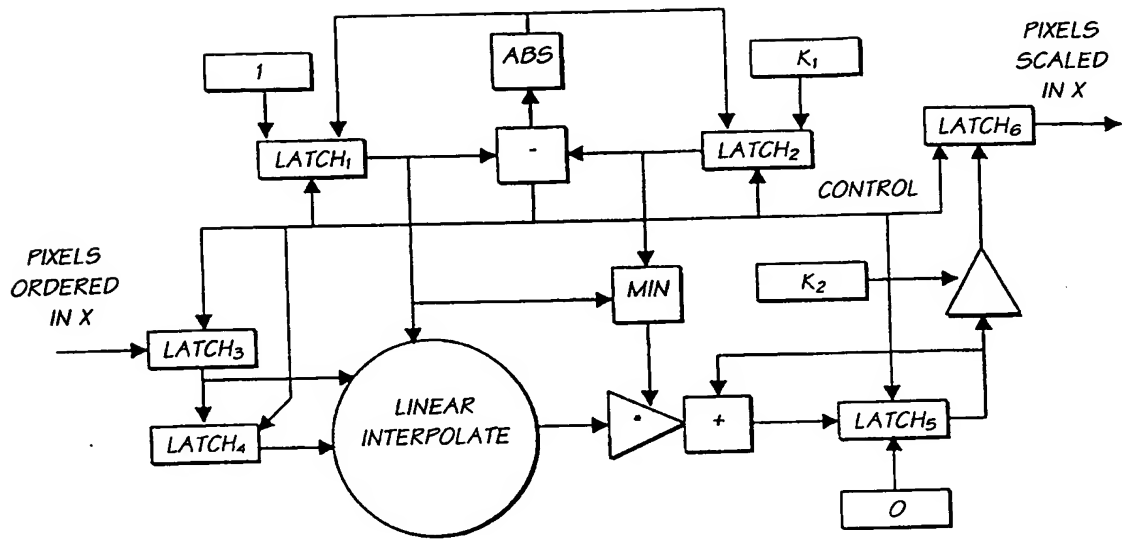 PIXELS
SCALED
IN X
ABS
1
K₁
LATCH₆
-
LATCH₁
LATCH₂
CONTROL
PIXELS
ORDERED
IN X
MIN
K₂
LATCH₃
LINEAR
INTERPOLATE
*
+
LATCH₅
LATCH₄
0